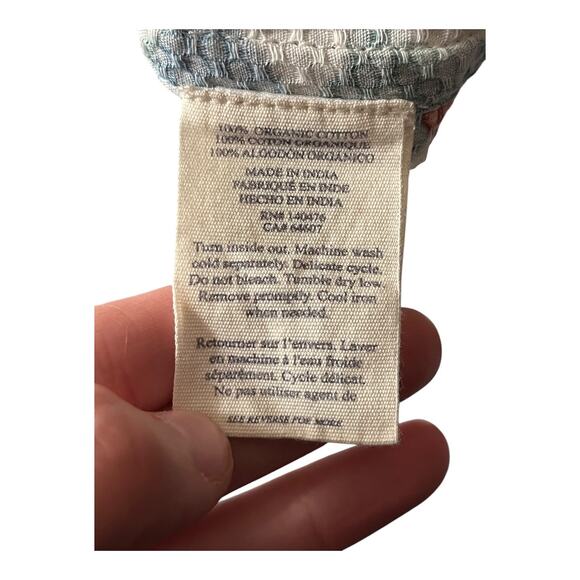 100% ORGANIC COTTON
100% COTON ORGANIQUE
100% ALGODÓN ORGÁNICO
MADE IN INDIA
FABRIQUÉ EN INDE
HECHO EN INDIA
RN# 140476
CA# 64607
Turn inside out. Machine wash
cold separately. Delicate cycle.
Do not bleach. Tumble dry low.
Remove promptly. Cool iron
when needed.
Retourner sur l'envers. Laver
en machine à l'eau froide
séparément. Cycle délicat.
Ne pas utiliser agent de
SEE REVERSE FOR MORE